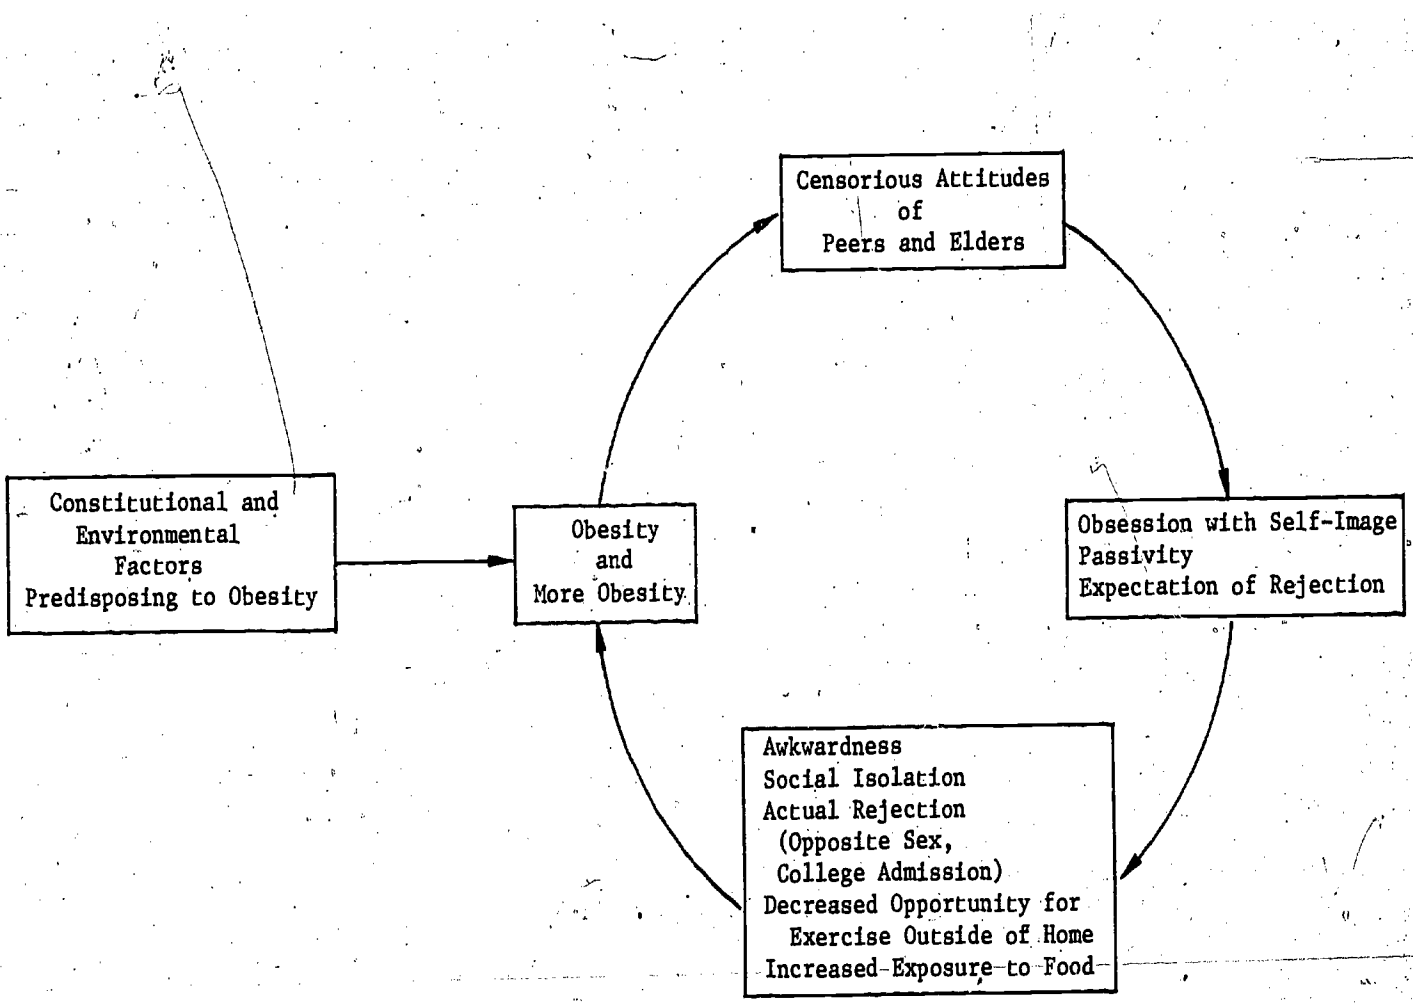 Censorious Attitudes
of
Peers and Elders
Constitutional and
Environmental
Factors
Predisposing to Obesity
Obesity
and
More Obesity
Obsession with Self-Image
Passivity
Expectation of Rejection
Awkwardness
Social Isolation
Actual Rejection
(Opposite Sex,
College Admission)
Decreased Opportunity for
Exercise Outside of Home
Increased Exposure to Food